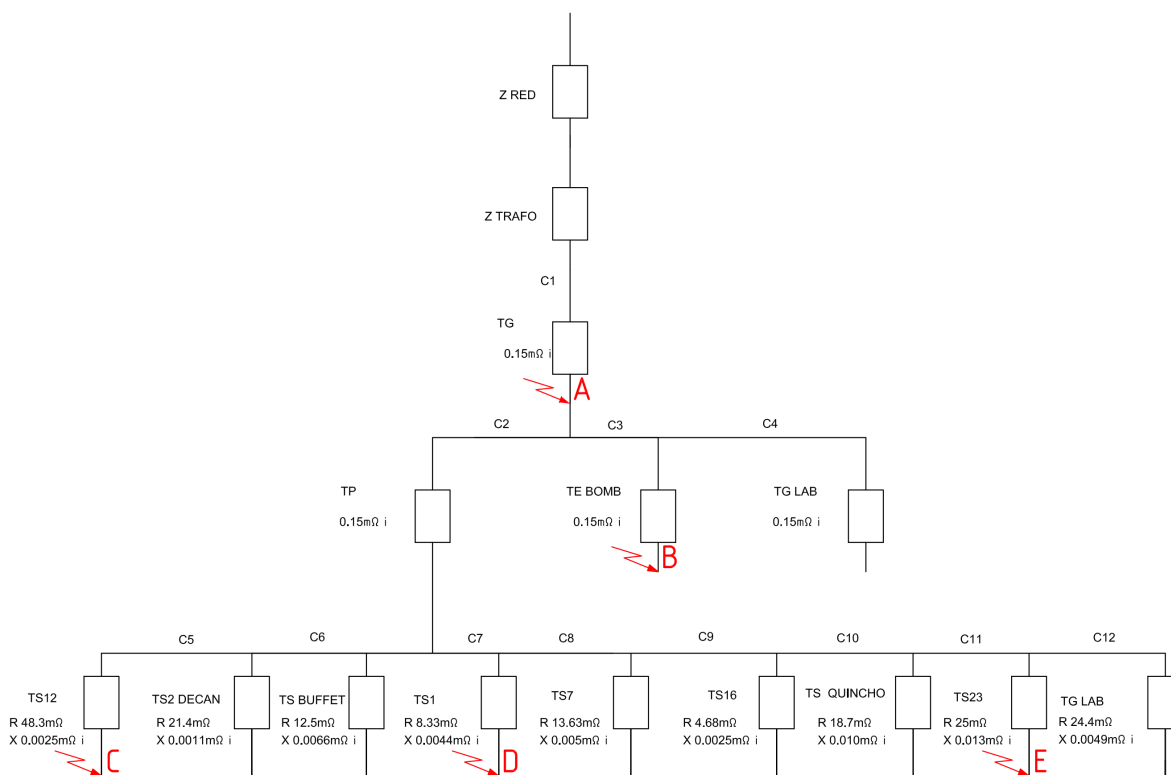 Z RED
Z TRAFO
C1
TG
0.15mΩ i
A
C2
C3
C4
TP
0.15mΩ i
TE BOMB
0.15mΩ i
TG LAB
0.15mΩ i
B
C5
C6
C7
C8
C9
C10
C11
C12
TS12
R 48.3mΩ
X 0.0025mΩ i
TS2 DECAN
R 21.4mΩ
X 0.0011mΩ i
TS BUFFET
R 12.5mΩ
X 0.0066mΩ i
TS1
R 8.33mΩ
X 0.0044mΩ i
TS7
R 13.63mΩ
X 0.005mΩ i
TS16
R 4.68mΩ
X 0.0025mΩ i
TS QUINCHO
R 18.7mΩ
X 0.010mΩ i
TS23
R 25mΩ
X 0.013mΩ i
TG LAB
R 24.4mΩ
X 0.0049mΩ i
C
D
E